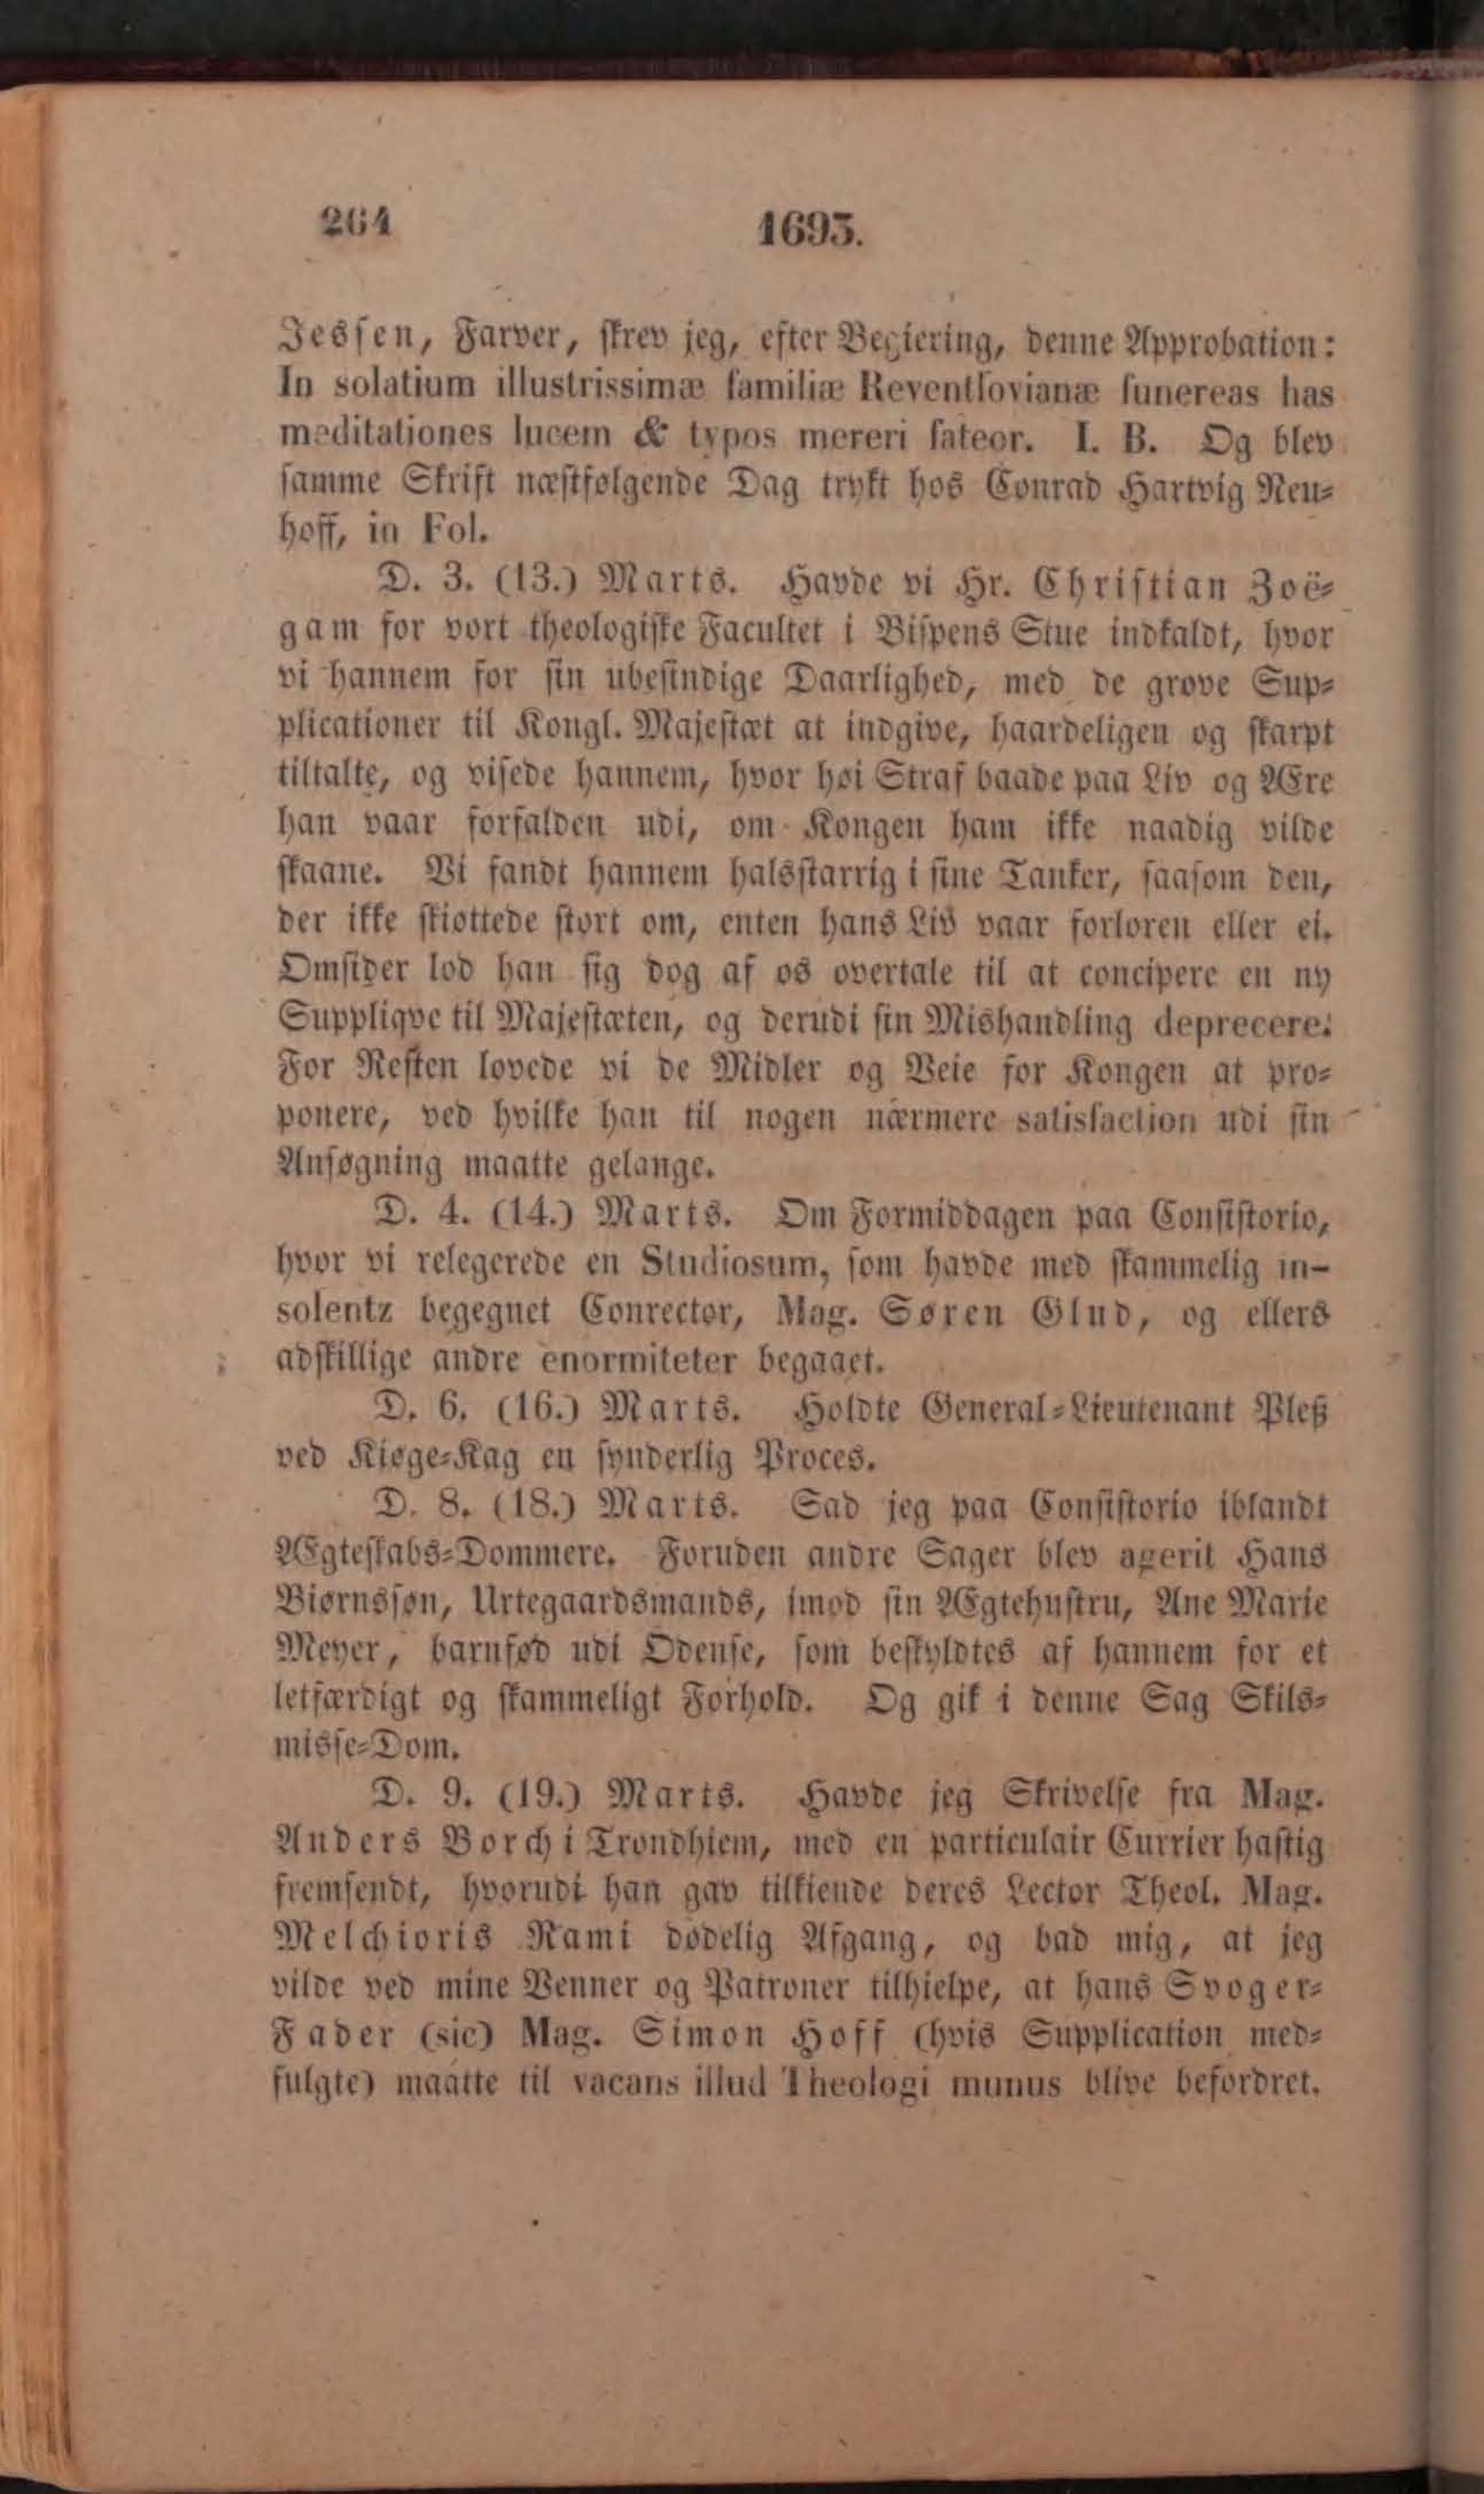 264
1693.
Jessen, Farver, skrev jeg, efter Begiering, denne Approbation:
In solatium illustrissimæ familiæ Reventlovianæ funereas has
meditationes lucem & typos mereri fateor. I. B. Og blev
samme Skrift næstfølgende Dag trykt hos Conrad Hartvig Neu-
hoff, in Fol.
D. 3. (13.) Marts. Havde vi Hr. Christian Zoë-
gam for vort theologiske Facultet i Bispens Stue indkaldt, hvor
vi hannem for sin ubesindige Daarlighed, med de grove Sup-
plicationer til Kongl. Majestæt at indgive, haardeligen og skarpt
tiltalte, og visede hannem, hvor høi Straf baade paa Liv og Ære
han vaar forfalden udi, om Kongen ham ikke naadig vilde
skaane. Vi fandt hannem halsstarrig i sine Tanker, saasom den,
der ikke skiøttede stort om, enten hans Liv vaar forloren eller ei.
Omsider lod han sig dog af os overtale til at concipere en ny
Suppliqve til Majestæten, og derudi sin Mishandling deprecere.
For Resten lovede vi de Midler og Veie for Kongen at pro-
ponere, ved hvilke han til nogen nærmere satisfaction udi sin
Ansøgning maatte gelange.
D. 4. (14.) Marts. Om Formiddagen paa Consistorio,
hvor vi relegerede en Studiosum, som havde med skammelig in-
solentz begegnet Conrector, Mag. Søren Glud, og ellers
adskillige andre enormiteter begaaet.
D. 6. (16.) Marts. Holdte General-Lieutenant Pleß
ved Kiøge-Kag en synderlig Proces.
D. 8. (18.) Marts. Sad jeg paa Consistorio iblandt
Ægteskabs-Dommere. Foruden andre Sager blev agerit Hans
Biørnssøn, Urtegaardsmands, imod sin Ægtehustru, Ane Marie
Meyer, barnfød udi Odense, som beskyldtes af hannem for et
letfærdigt og skammeligt Forhold. Og gik i denne Sag Skils-
misse-Dom.
D. 9. (19.) Marts. Havde jeg Skrivelse fra Mag.
Anders Borch i Trondhiem, med en particulair Currier hastig
fremsendt, hvorudi han gav tilkiende deres Lector Theol. Mag.
Melchioris Rami dødelig Afgang, og bad mig, at jeg
vilde ved mine Venner og Patroner tilhielpe, at hans Svoger-
Fader (sic) Mag. Simon Hoff (hvis Supplication med-
fulgte) maatte til vacans illud Theologi munus blive befordret.